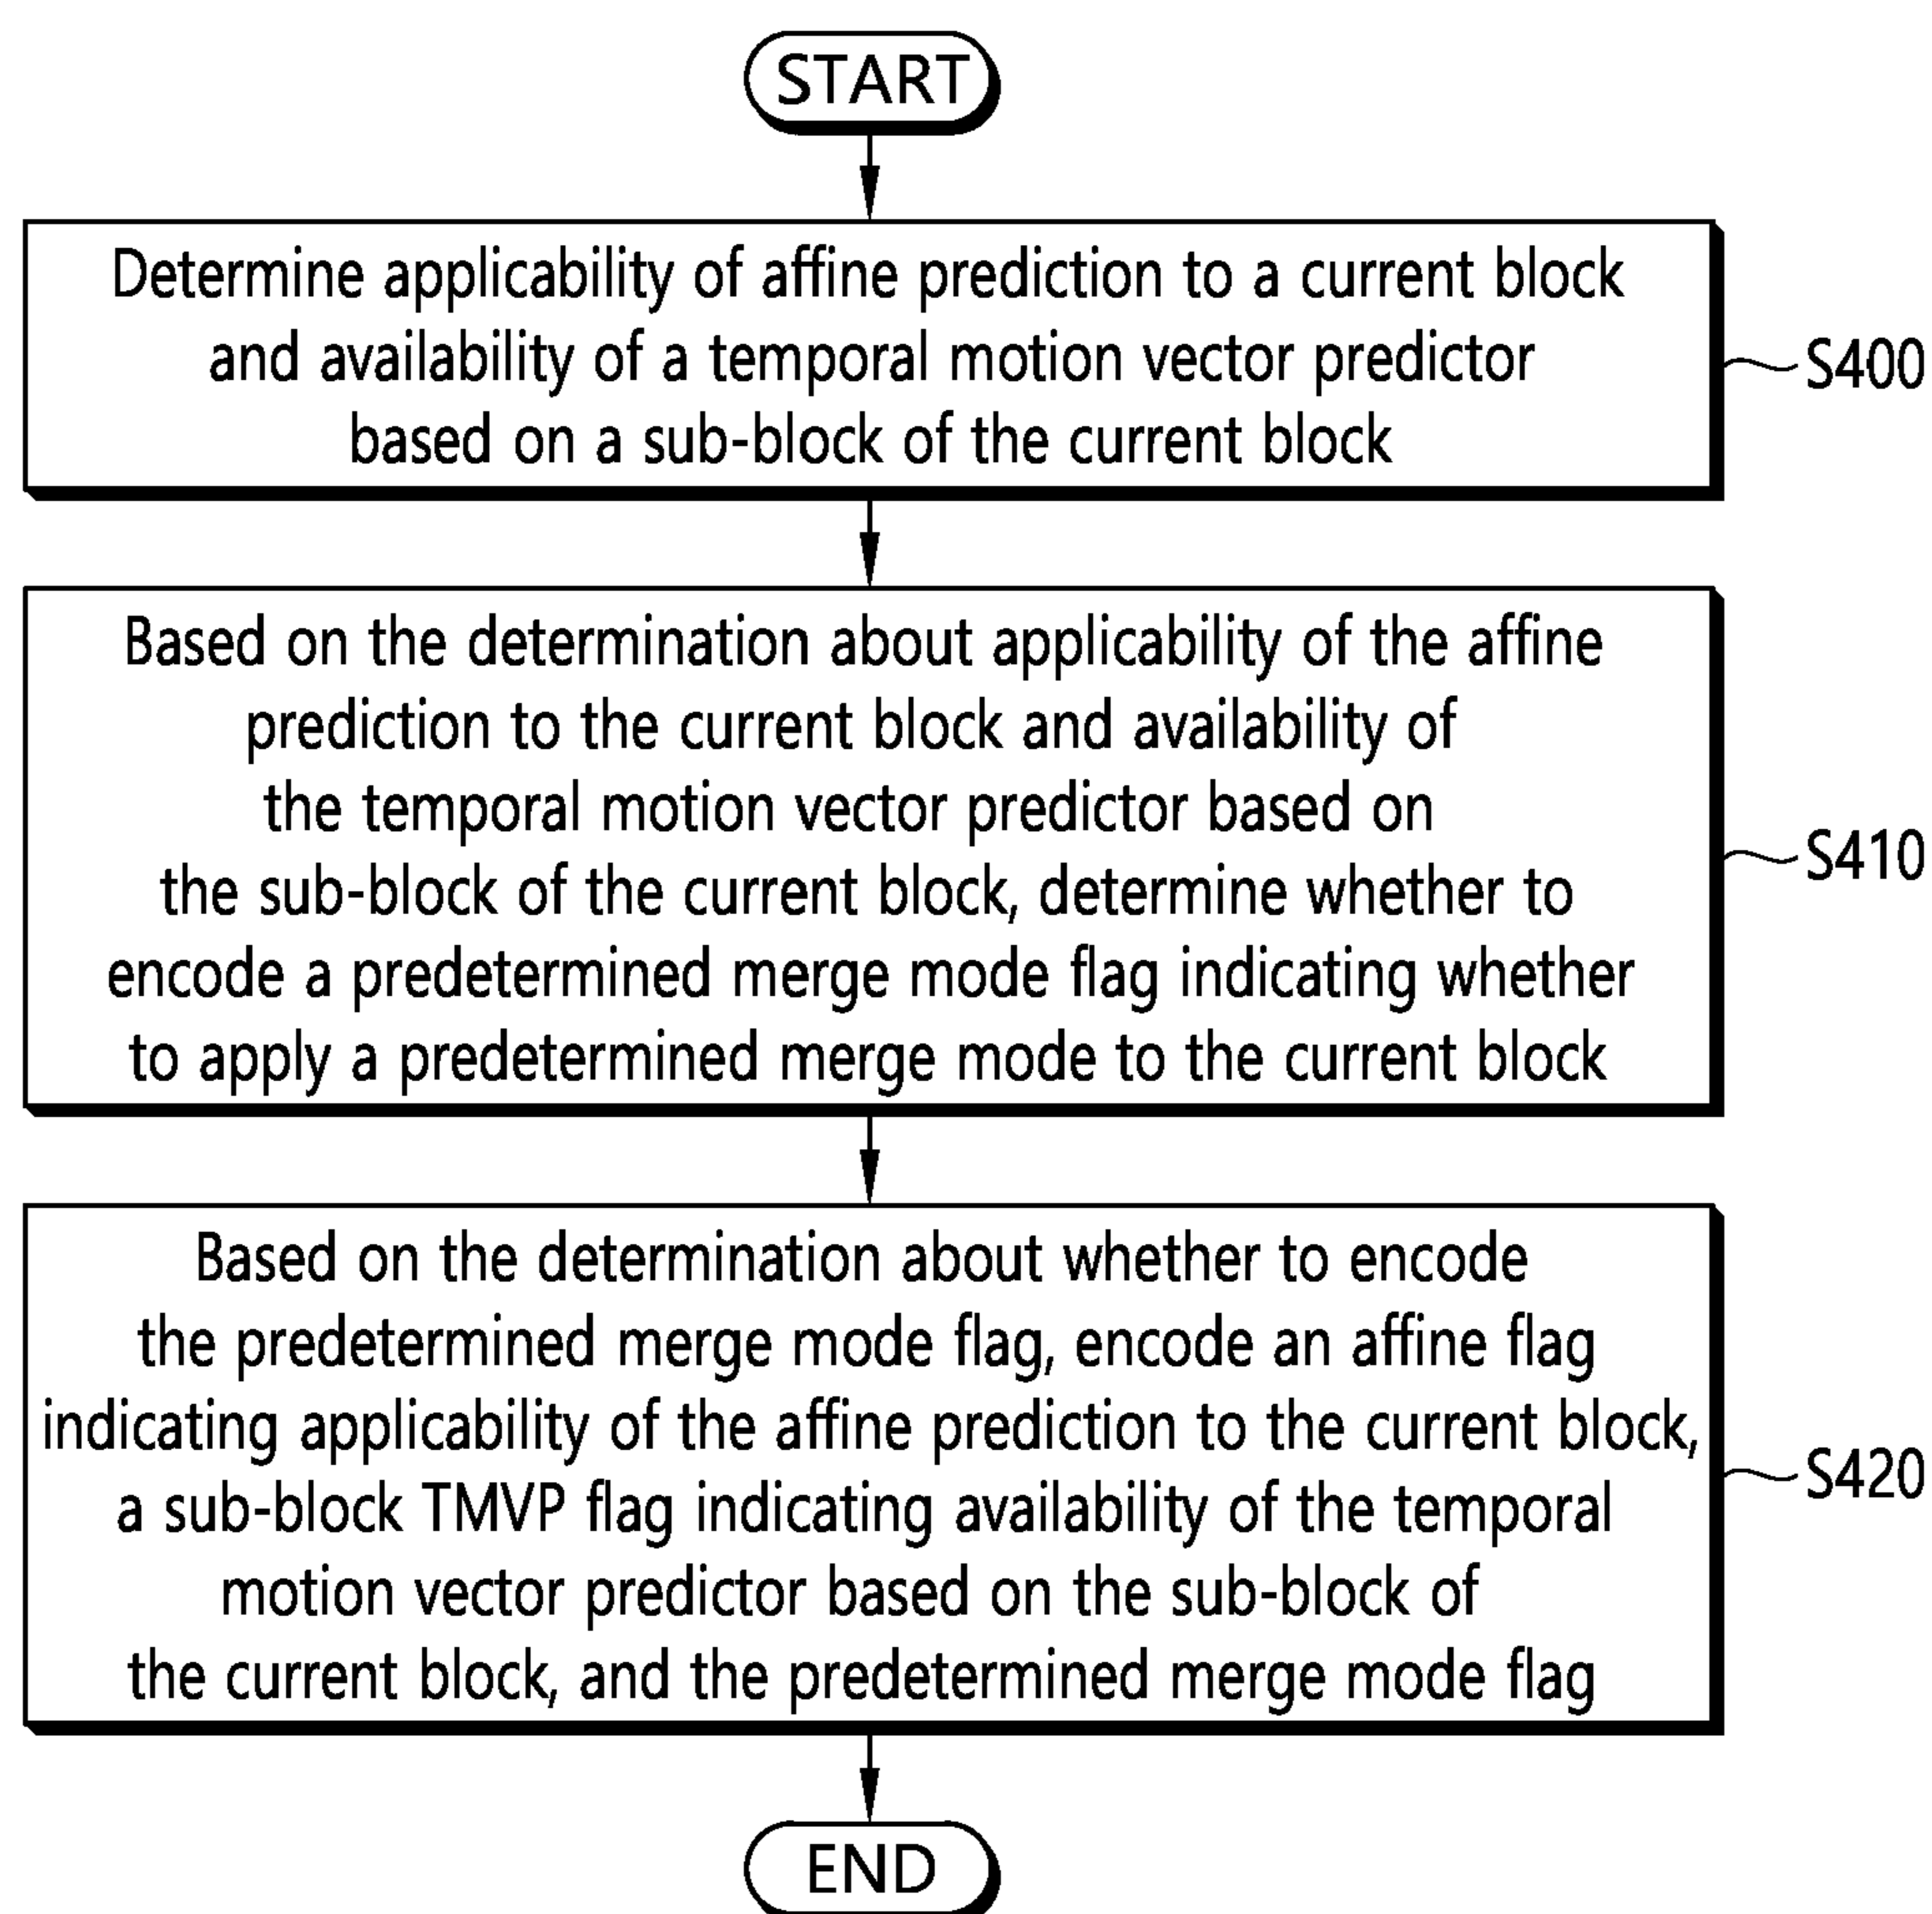 START
Determine applicability of affine prediction to a current block
and availability of a temporal motion vector predictor
based on a sub-block of the current block
S400
Based on the determination about applicability of the affine
prediction to the current block and availability of
the temporal motion vector predictor based on
the sub-block of the current block, determine whether to
encode a predetermined merge mode flag indicating whether
to apply a predetermined merge mode to the current block
S410
Based on the determination about whether to encode
the predetermined merge mode flag, encode an affine flag
indicating applicability of the affine prediction to the current block,
a sub-block TMVP flag indicating availability of the temporal
motion vector predictor based on the sub-block of
the current block, and the predetermined merge mode flag
S420
END